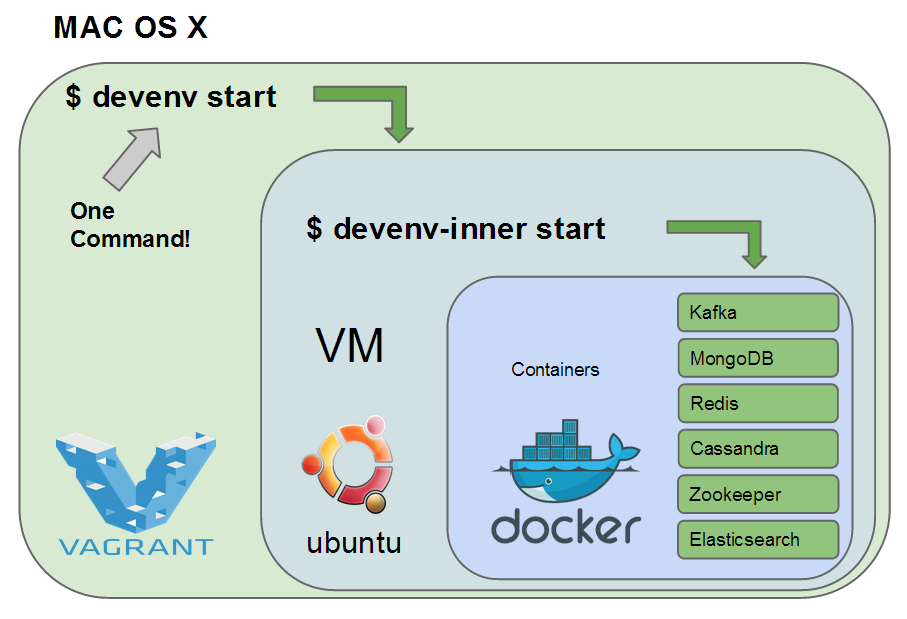 MAC OS X
$ devenv start
One
Command!
$ devenv-inner start
VM
Containers
Kafka
MongoDB
Redis
Cassandra
Zookeeper
Elasticsearch
VAGRANT
ubuntu
docker